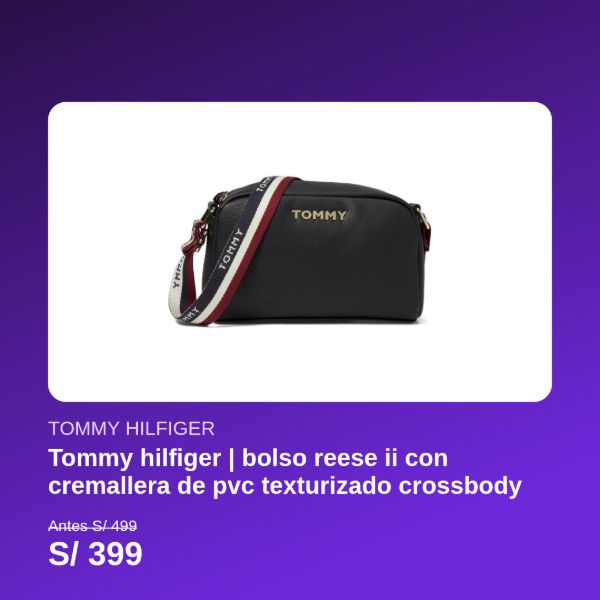 TOMMY
TOMMY
TOMMY
TOMMY HILFIGER
Tommy hilfiger | bolso reese ii con
cremallera de pvc texturizado crossbody
Antes S/ 499
S/ 399